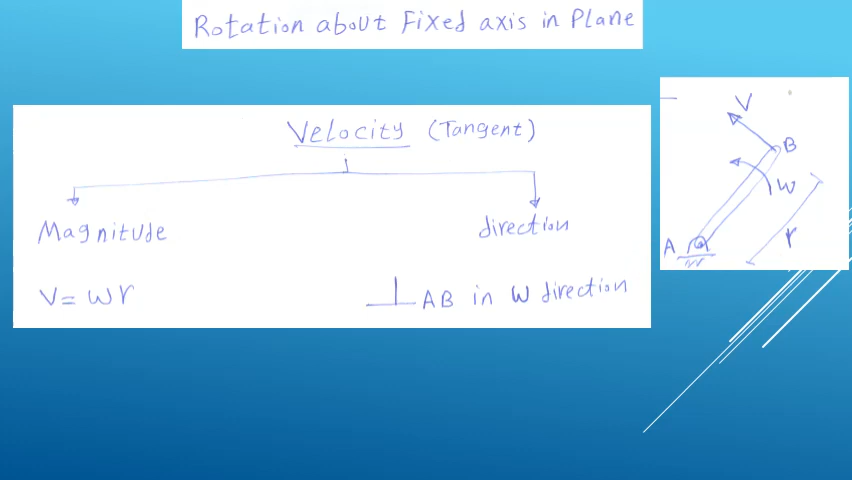 Rotation about Fixed axis in Plane
Velocity (Tangent)
Magnitude
direction
V = ωr
⊥ AB in ω direction
V
B
ω
r
A